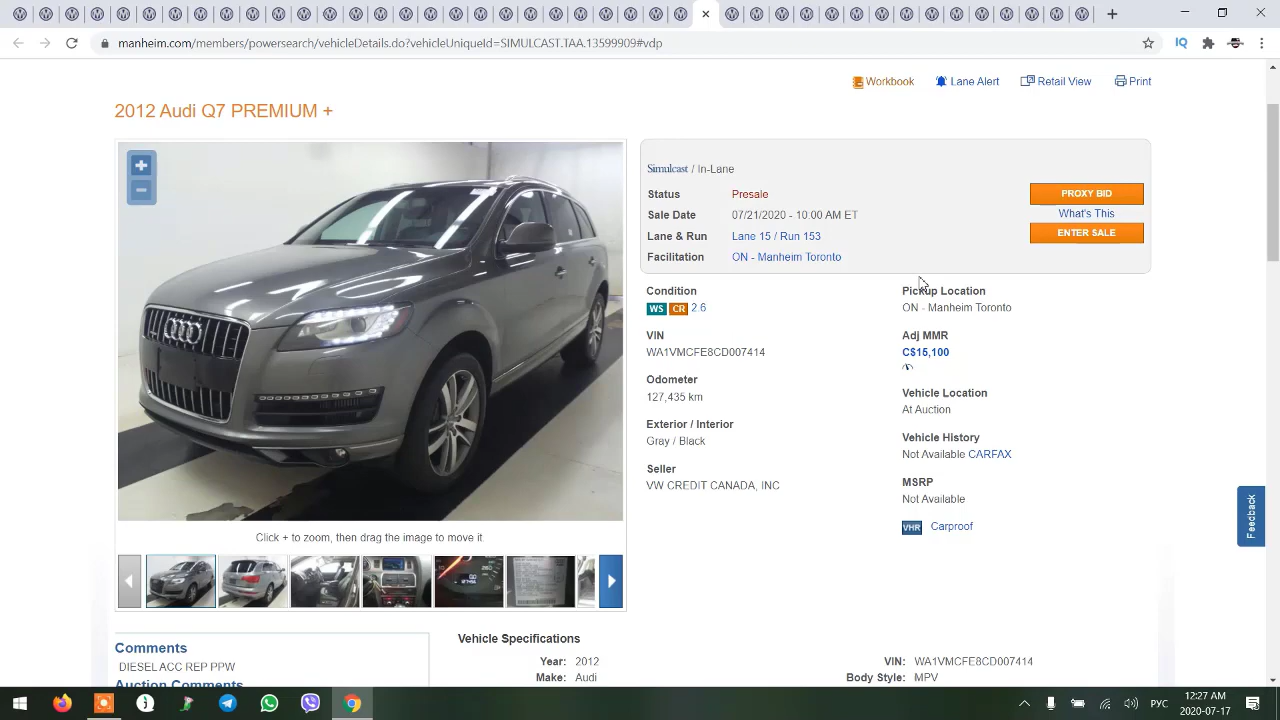 manheim.com/members/powersearch/vehicleDetails.do?vehicleUniqueId=SIMULCAST.TAA.13599909#vdp
Workbook
Lane Alert
Retail View
Print
2012 Audi Q7 PREMIUM +
Simulcast / In-Lane
Status Presale
Sale Date 07/21/2020 - 10:00 AM ET
Lane & Run Lane 15 / Run 153
Facilitation ON - Manheim Toronto
PROXY BID
What's This
ENTER SALE
Condition
WS CR 2.6
VIN
WA1VMCFE8CD007414
Odometer
127,435 km
Exterior / Interior
Gray / Black
Seller
VW CREDIT CANADA, INC
Pickup Location
ON - Manheim Toronto
Adj MMR
C$15,100
Vehicle Location
At Auction
Vehicle History
Not Available CARFAX
MSRP
Not Available
VHR Carproof
Feedback
Click + to zoom, then drag the image to move it.
Comments
DIESEL ACC REP PPW
Auction Comments
Vehicle Specifications
Year: 2012
Make: Audi
VIN: WA1VMCFE8CD007414
Body Style: MPV
РУС
12:27 AM
2020-07-17